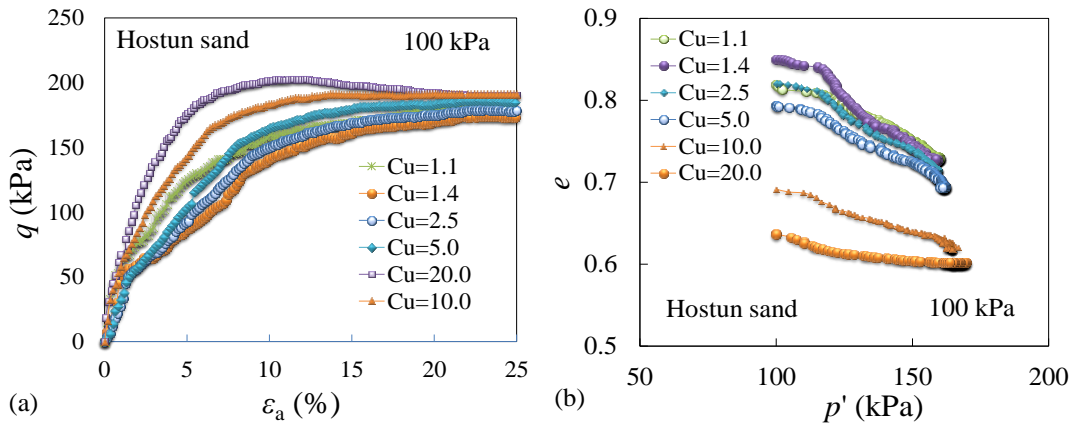 250
200
150
100
50
0
q (kPa)
Hostun sand 100 kPa
Cu=1.1
Cu=1.4
Cu=2.5
Cu=5.0
Cu=20.0
Cu=10.0
0 5 10 15 20 25
(a) εa (%)
0.9
0.8
0.7
0.6
0.5
e
Cu=1.1
Cu=1.4
Cu=2.5
Cu=5.0
Cu=10.0
Cu=20.0
Hostun sand 100 kPa
50 100 150 200
(b) p' (kPa)